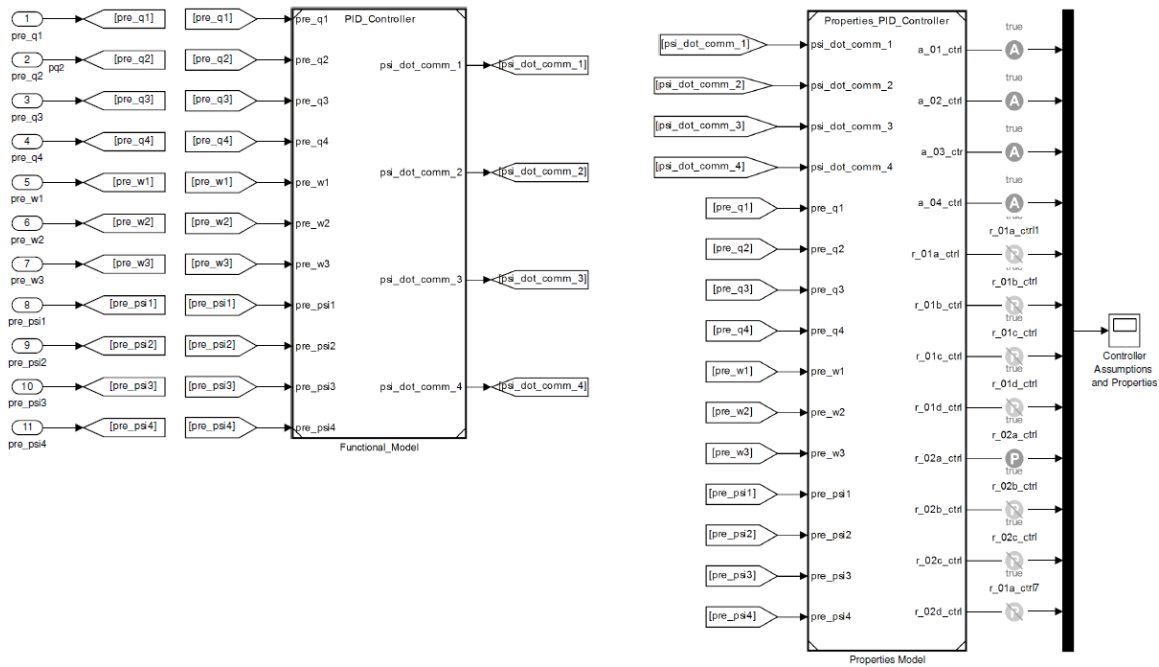 1
pre_q1
2
pre_q2
pq2
3
pre_q3
4
pre_q4
5
pre_w1
6
pre_w2
7
pre_w3
8
pre_psi1
9
pre_psi2
10
pre_psi3
11
pre_psi4
[pre_q1]
[pre_q2]
[pre_q3]
[pre_q4]
[pre_w1]
[pre_w2]
[pre_w3]
[pre_psi1]
[pre_psi2]
[pre_psi3]
[pre_psi4]
[pre_q1]
[pre_q2]
[pre_q3]
[pre_q4]
[pre_w1]
[pre_w2]
[pre_w3]
[pre_psi1]
[pre_psi2]
[pre_psi3]
[pre_psi4]
PID_Controller
pre_q1
pre_q2
pre_q3
pre_q4
pre_w1
pre_w2
pre_w3
pre_psi1
pre_psi2
pre_psi3
pre_psi4
psi_dot_comm_1
psi_dot_comm_2
psi_dot_comm_3
psi_dot_comm_4
Functional_Model
[psi_dot_comm_1]
[psi_dot_comm_2]
[psi_dot_comm_3]
[psi_dot_comm_4]
[psi_dot_comm_1]
[psi_dot_comm_2]
[psi_dot_comm_3]
[psi_dot_comm_4]
[pre_q1]
[pre_q2]
[pre_q3]
[pre_q4]
[pre_w1]
[pre_w2]
[pre_w3]
[pre_psi1]
[pre_psi2]
[pre_psi3]
[pre_psi4]
Properties_PID_Controller
psi_dot_comm_1
psi_dot_comm_2
psi_dot_comm_3
psi_dot_comm_4
pre_q1
pre_q2
pre_q3
pre_q4
pre_w1
pre_w2
pre_w3
pre_psi1
pre_psi2
pre_psi3
pre_psi4
a_01_ctrl
a_02_ctrl
a_03_ctr
a_04_ctrl
r_01a_ctrl
r_01b_ctrl
r_01c_ctrl
r_01d_ctrl
r_02a_ctrl
r_02b_ctrl
r_02c_ctrl
r_02d_ctrl
Properties Model
true
A
true
A
true
A
true
A
true
r_01a_ctrl1
true
r_01b_ctrl
true
r_01c_ctrl
r_01d_ctrl
true
r_02a_ctrl
P
r_02b_ctrl
true
r_02c_ctrl
true
r_01a_ctrl7
Controller
Assumptions
and Properties